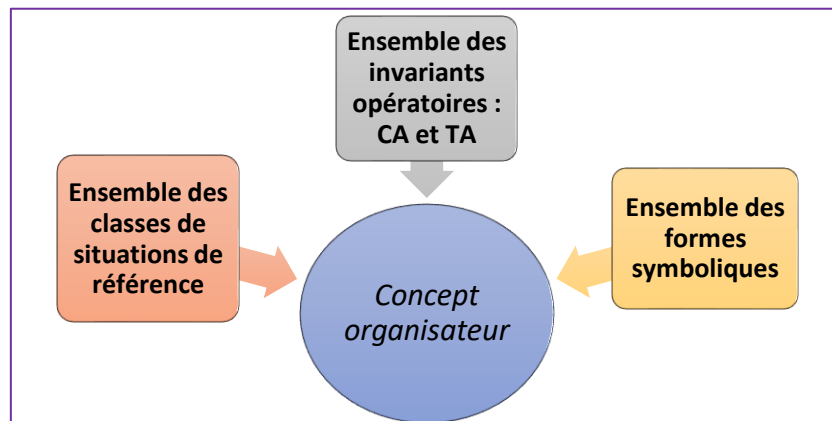 Ensemble des
invariants
opératoires :
CA et TA
Ensemble des
classes de
situations de
référence
Ensemble des
formes
symboliques
Concept
organisateur